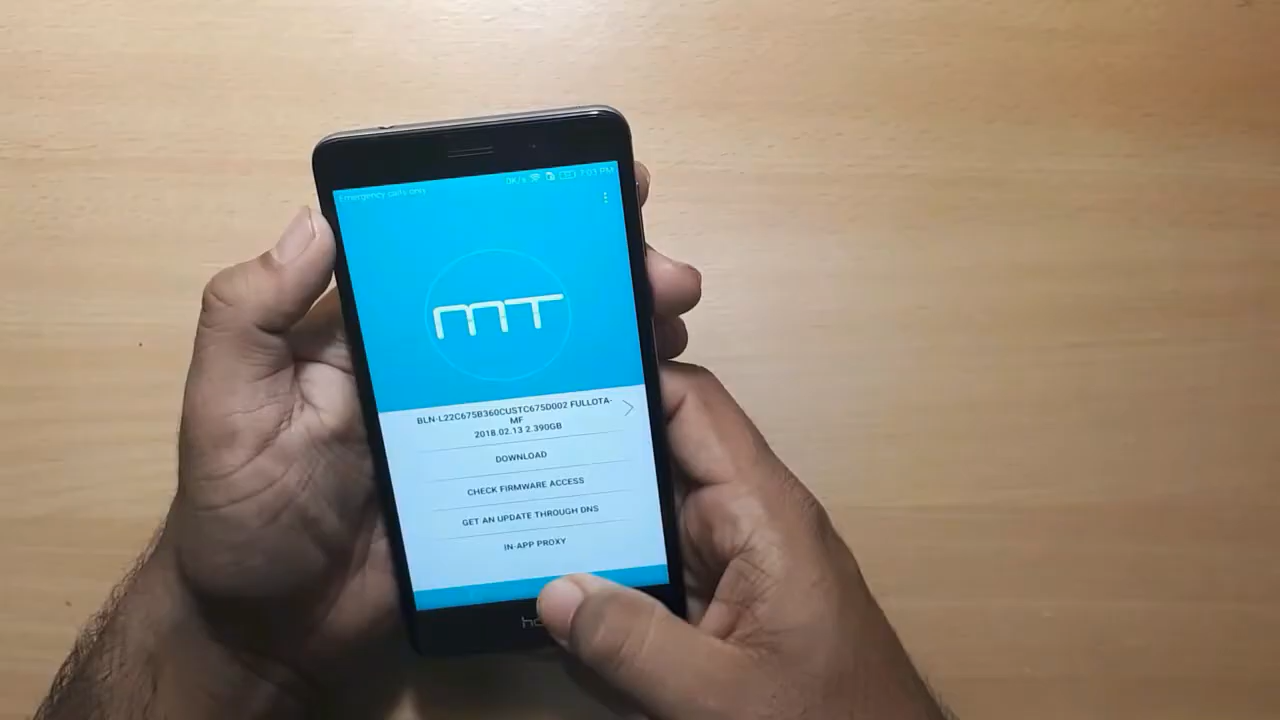 Emergency calls only 0K/s 7:03 PM
MT
BLN-L22C675B360CUSTC675D002 FULLOTA-
MF
2018.02.13 2.390GB
DOWNLOAD
CHECK FIRMWARE ACCESS
GET AN UPDATE THROUGH DNS
IN-APP PROXY